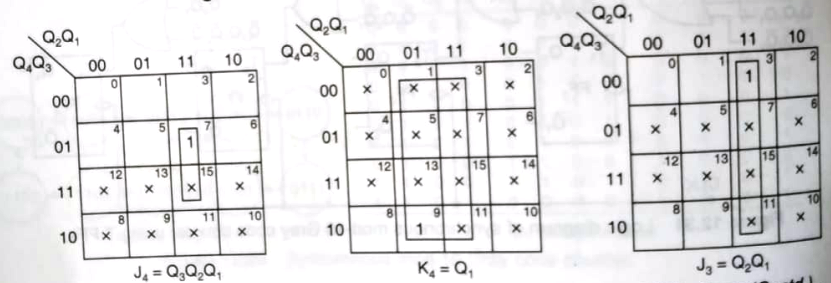 Q₂Q₁
Q₄Q₃ 00 01 11 10
0 1 3 2
00
4 5 7 6
01 1
12 13 15 14
11 × × × ×
8 9 11 10
10 × × × ×
J₄ = Q₃Q₂Q₁
Q₂Q₁
Q₄Q₃ 00 01 11 10
0 1 3 2
00 × × × ×
4 5 7 6
01 × × × ×
12 13 15 14
11 × × × ×
8 9 11 10
10 1 × ×
K₄ = Q₁
Q₂Q₁
Q₄Q₃ 00 01 11 10
0 1 3 2
00 1
4 5 7 6
01 × × × ×
12 13 15 14
11 × × × ×
8 9 11 10
10 × ×
J₃ = Q₂Q₁